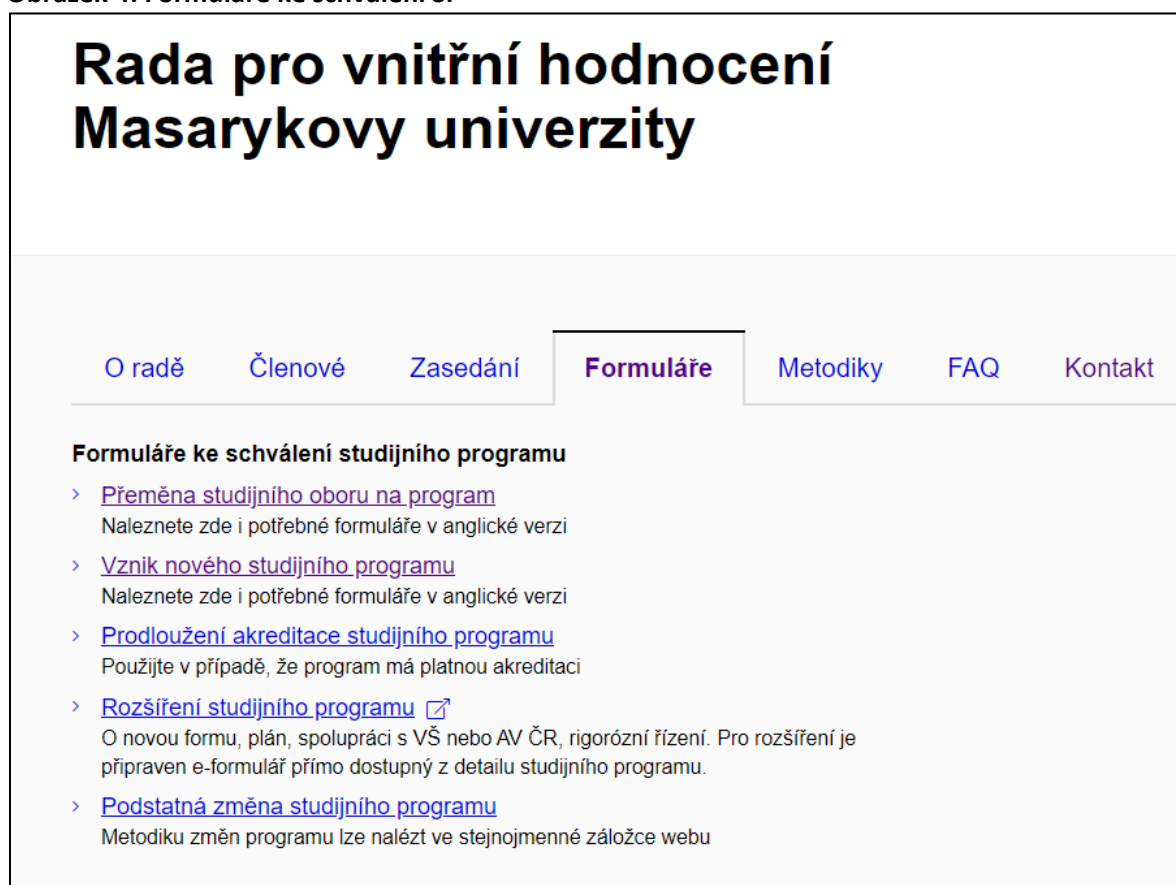 Rada pro vnitřní hodnocení
Masarykovy univerzity
O radě Členové Zasedání Formuláře Metodiky FAQ Kontakt
Formuláře ke schválení studijního programu
> Přeměna studijního oboru na program
Naleznete zde i potřebné formuláře v anglické verzi
> Vznik nového studijního programu
Naleznete zde i potřebné formuláře v anglické verzi
> Prodloužení akreditace studijního programu
Použijte v případě, že program má platnou akreditaci
> Rozšíření studijního programu
O novou formu, plán, spolupráci s VŠ nebo AV ČR, rigorózní řízení. Pro rozšíření je
připraven e-formulář přímo dostupný z detailu studijního programu.
> Podstatná změna studijního programu
Metodiku změn programu lze nalézt ve stejnojmenné záložce webu